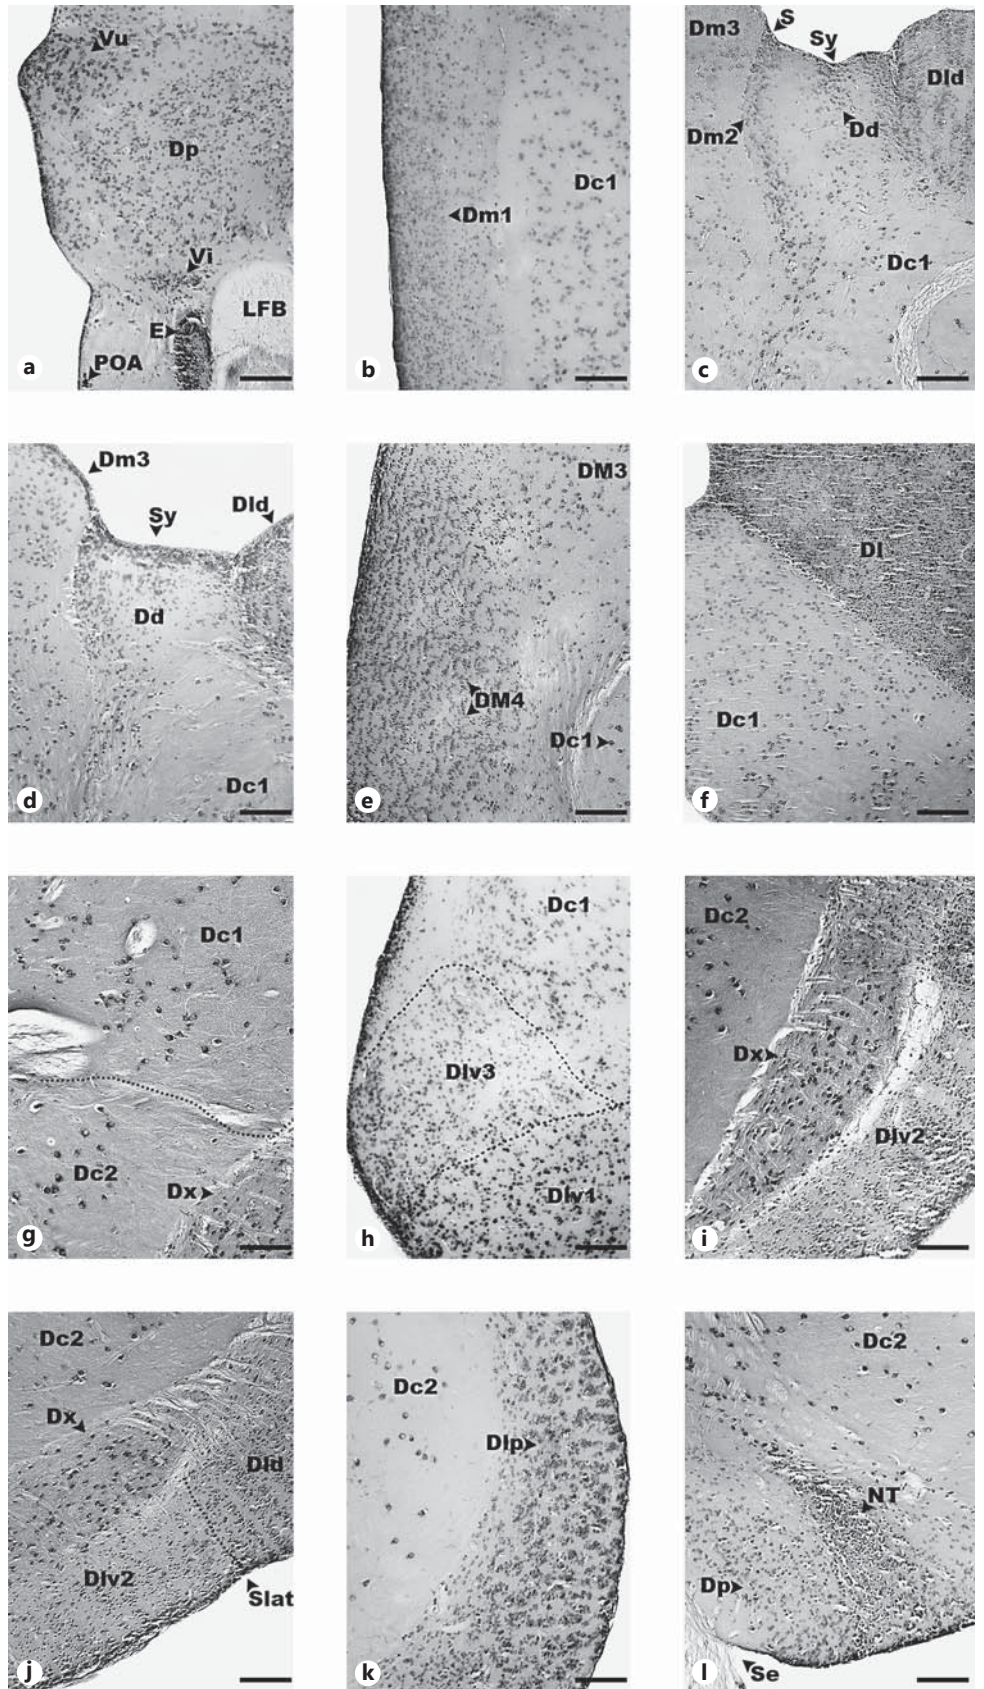 Vu
Dp
Vi
E
LFB
POA
a
Dc1
Dm1
b
Dm3
S
Sy
Dld
Dm2
Dd
Dc1
c
Dm3
Sy
Dld
Dd
Dc1
d
DM3
DM4
Dc1
e
Dl
Dc1
f
Dc1
Dc2
Dx
g
Dc1
Dlv3
Dlv1
h
Dc2
Dx
Dlv2
i
Dc2
Dx
Dld
Dlv2
Slat
j
Dc2
Dlp
k
Dc2
NT
Dp
Se
l